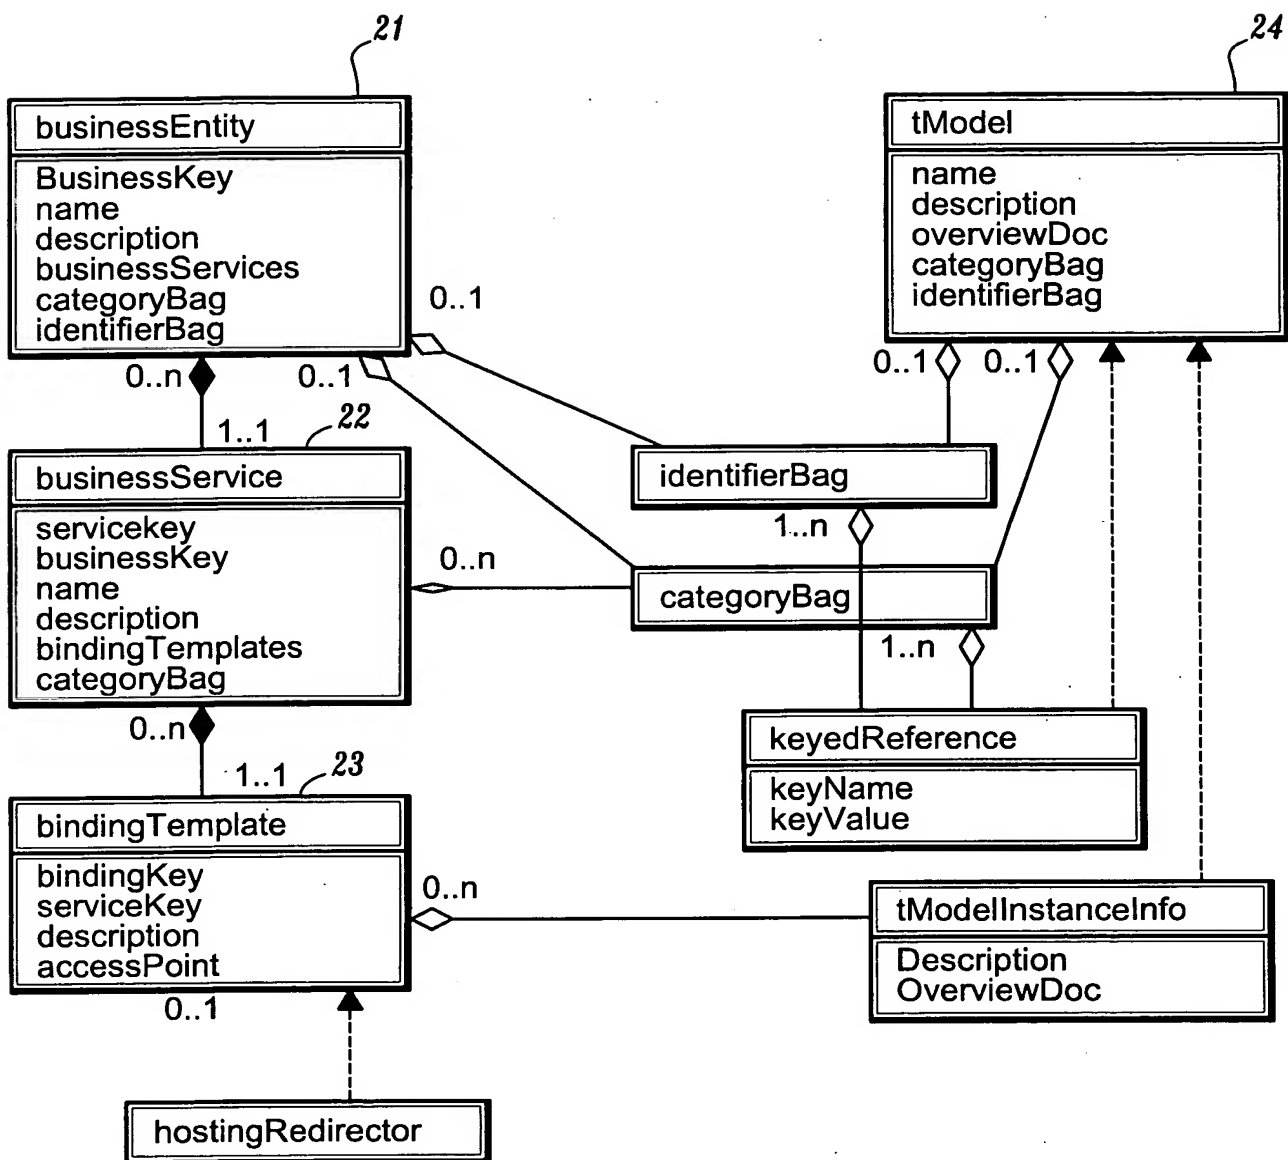 21
businessEntity
BusinessKey
name
description
businessServices
categoryBag
identifierBag
0..1
0..n
0..1
24
tModel
name
description
overviewDoc
categoryBag
identifierBag
0..1
0..1
1..1
22
businessService
servicekey
businessKey
name
description
bindingTemplates
categoryBag
0..n
identifierBag
1..n
categoryBag
1..n
keyedReference
keyName
keyValue
0..n
1..1
23
bindingTemplate
bindingKey
serviceKey
description
accessPoint
0..n
0..1
tModelInstanceInfo
Description
OverviewDoc
hostingRedirector